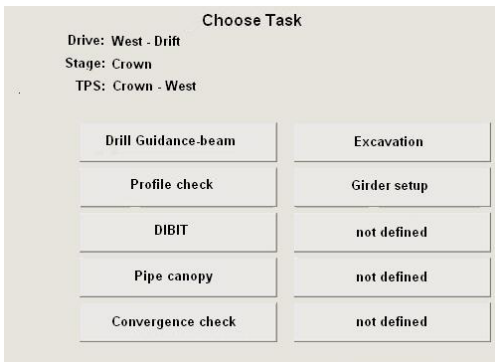 Choose Task
Drive: West - Drift
Stage: Crown
TPS: Crown - West
Drill Guidance-beam
Excavation
Profile check
Girder setup
DIBIT
not defined
Pipe canopy
not defined
Convergence check
not defined